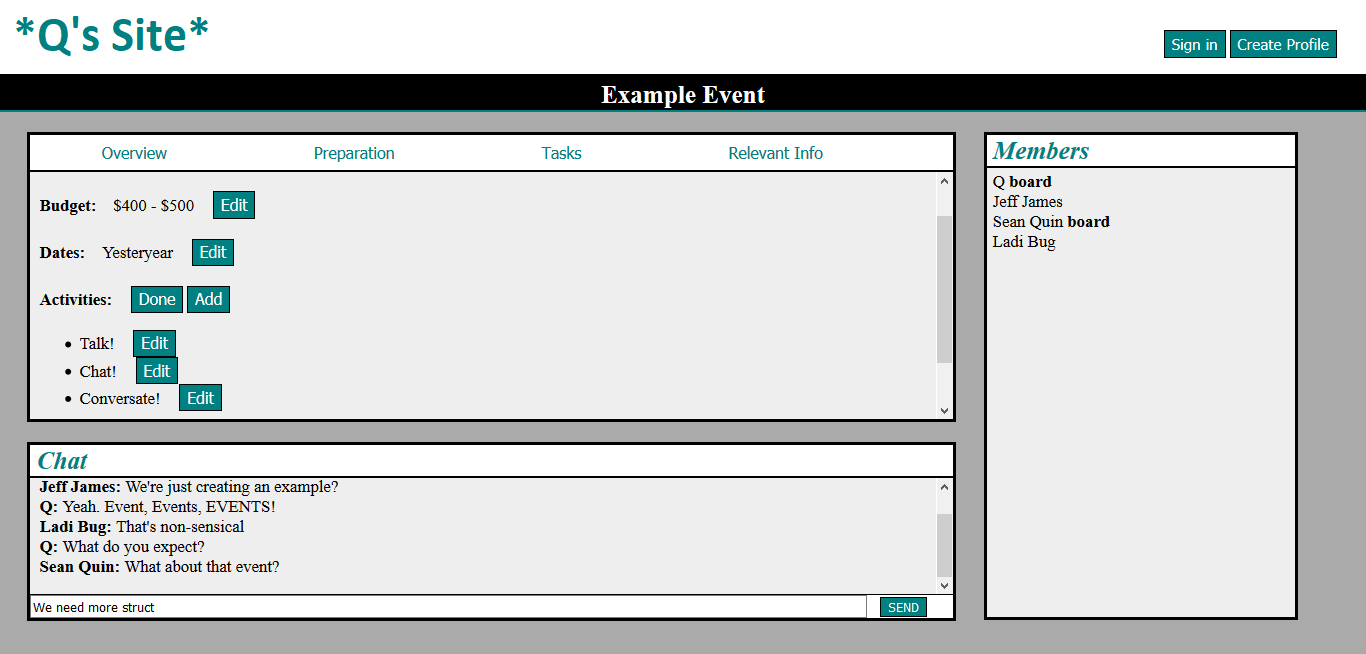 *Q's Site*
Sign in Create Profile
Example Event
Overview Preparation Tasks Relevant Info
Budget: $400 - $500 Edit
Dates: Yesteryear Edit
Activities: Done Add
• Talk! Edit
• Chat! Edit
• Conversate! Edit
Chat
Jeff James: We're just creating an example?
Q: Yeah. Event, Events, EVENTS!
Ladi Bug: That's non-sensical
Q: What do you expect?
Sean Quin: What about that event?
We need more struct SEND
Members
Q board
Jeff James
Sean Quin board
Ladi Bug